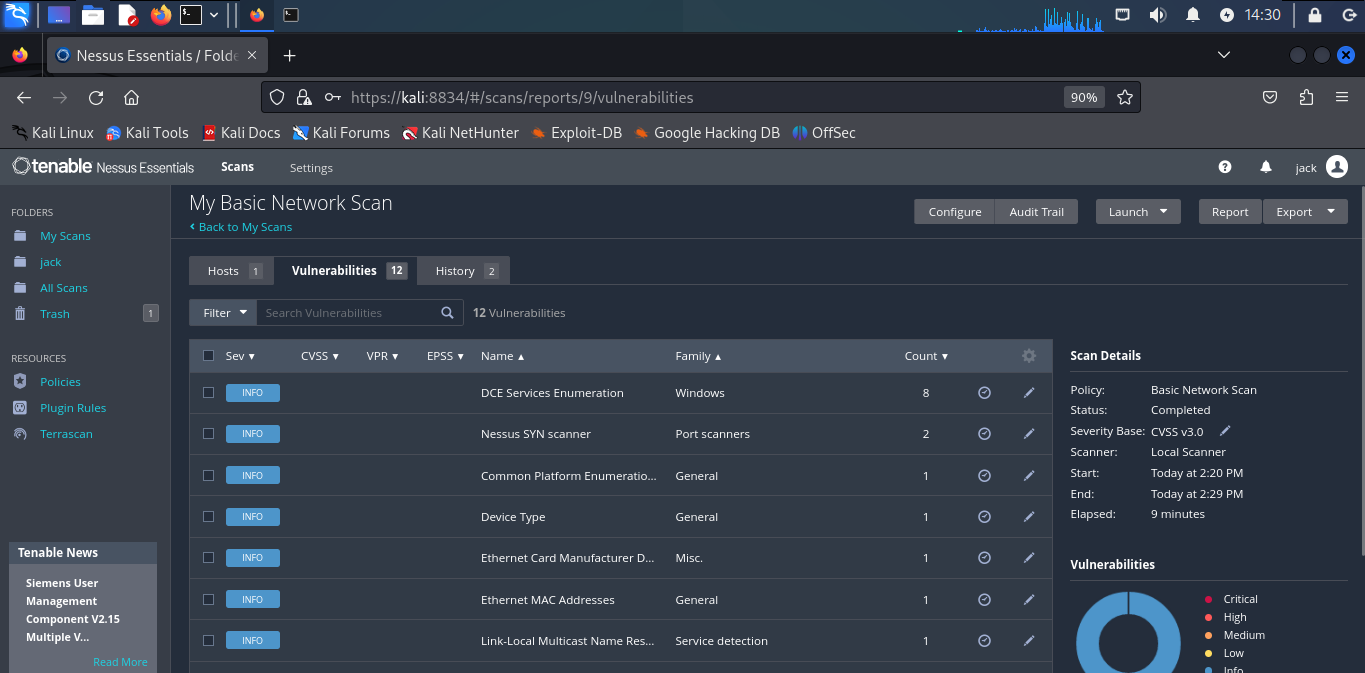 14:30
Nessus Essentials / Folde
https://kali:8834/#/scans/reports/9/vulnerabilities 90%
Kali Linux Kali Tools Kali Docs Kali Forums Kali NetHunter Exploit-DB Google Hacking DB OffSec
tenable Nessus Essentials Scans Settings jack
FOLDERS
My Scans
jack
All Scans
Trash 1
RESOURCES
Policies
Plugin Rules
Terrascan
Tenable News
Siemens User
Management
Component V2.15
Multiple V...
Read More
My Basic Network Scan
Back to My Scans
Configure Audit Trail Launch Report Export
Hosts 1 Vulnerabilities 12 History 2
Filter Search Vulnerabilities 12 Vulnerabilities
Sev CVSS VPR EPSS Name Family Count
INFO DCE Services Enumeration Windows 8
INFO Nessus SYN scanner Port scanners 2
INFO Common Platform Enumeratio... General 1
INFO Device Type General 1
INFO Ethernet Card Manufacturer D... Misc. 1
INFO Ethernet MAC Addresses General 1
INFO Link-Local Multicast Name Res... Service detection 1
Scan Details
Policy: Basic Network Scan
Status: Completed
Severity Base: CVSS v3.0
Scanner: Local Scanner
Start: Today at 2:20 PM
End: Today at 2:29 PM
Elapsed: 9 minutes
Vulnerabilities
Critical
High
Medium
Low
Info